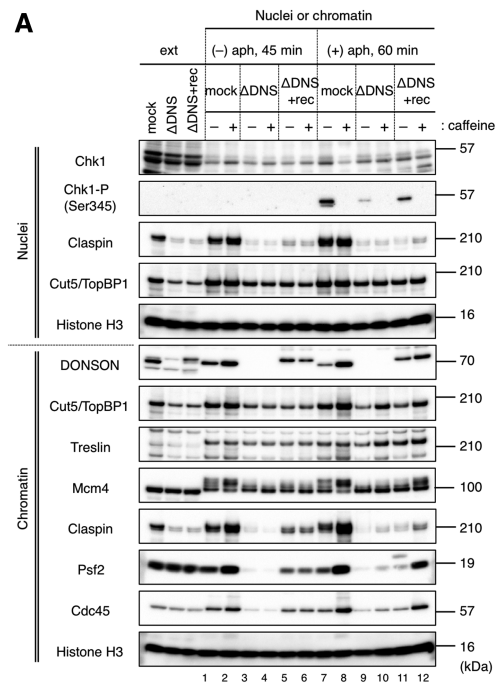 A
Nuclei or chromatin
ext
(−) aph, 45 min
(+) aph, 60 min
mock
ΔDNS
ΔDNS+rec
mock
ΔDNS
ΔDNS +rec
mock
ΔDNS
ΔDNS +rec
− + − + − + − + − + − + : caffeine
Nuclei
Chk1
57
Chk1-P (Ser345)
57
Claspin
210
Cut5/TopBP1
210
Histone H3
16
Chromatin
DONSON
70
Cut5/TopBP1
210
Treslin
210
Mcm4
100
Claspin
210
Psf2
19
Cdc45
57
Histone H3
16
(kDa)
1 2 3 4 5 6 7 8 9 10 11 12